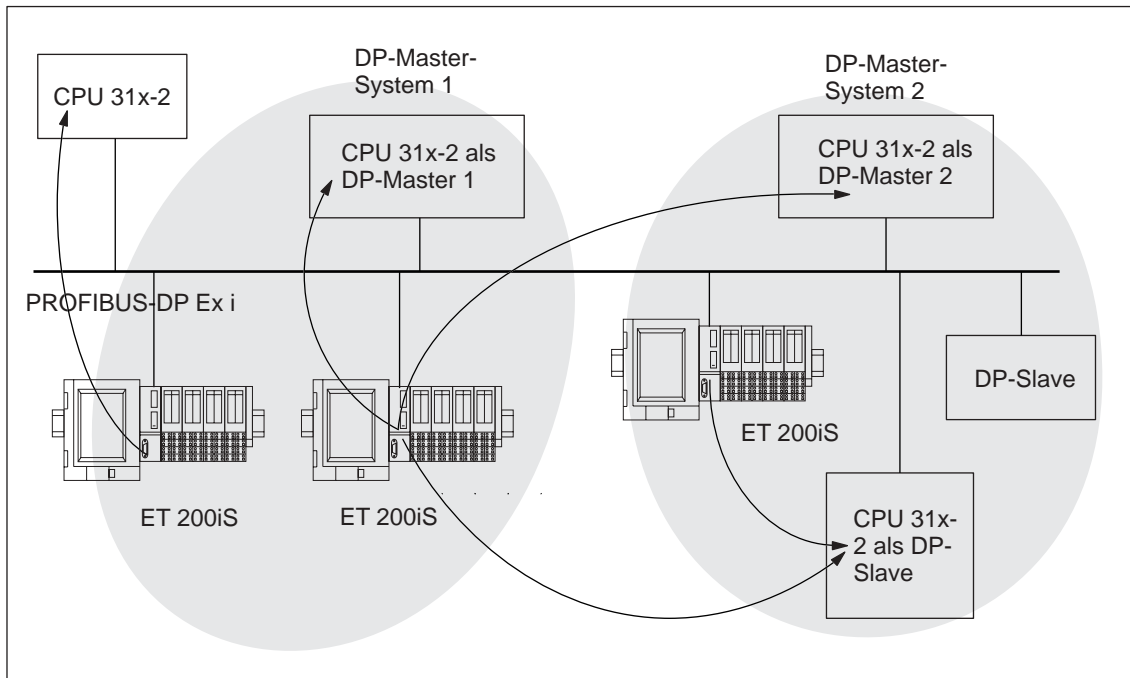 CPU 31x-2
DP-Master-
System 1
CPU 31x-2 als
DP-Master 1
DP-Master-
System 2
CPU 31x-2 als
DP-Master 2
PROFIBUS-DP Ex i
ET 200iS
ET 200iS
ET 200iS
DP-Slave
CPU 31x-
2 als DP-
Slave